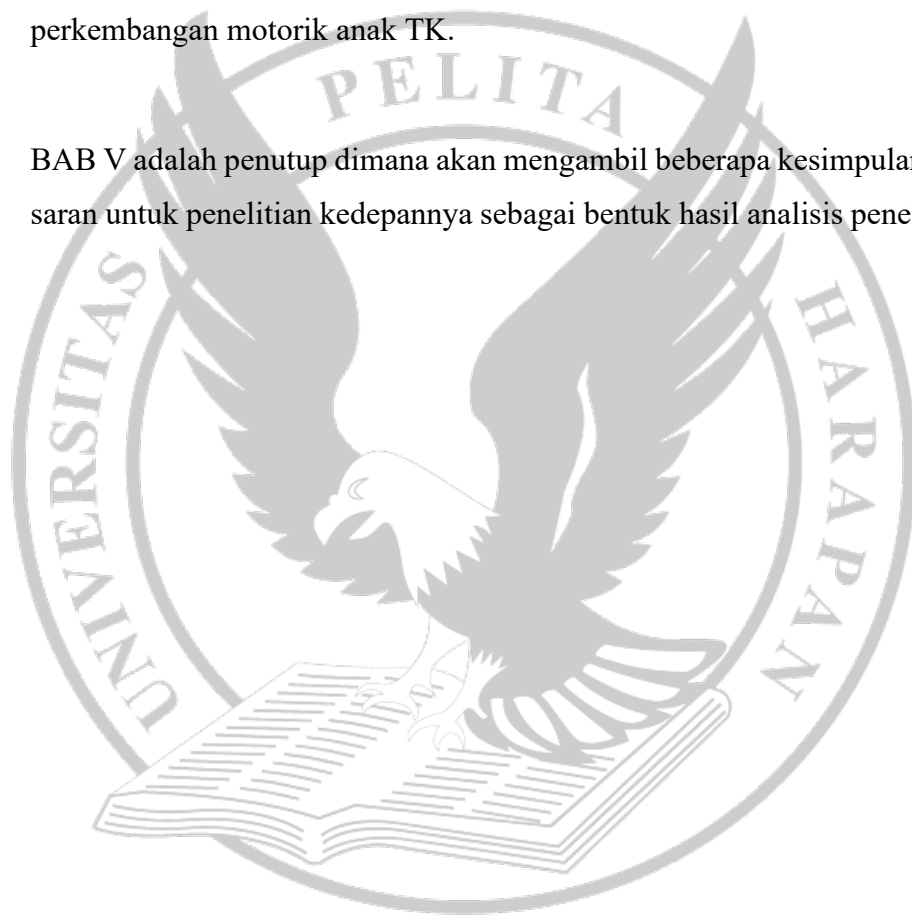 perkembangan motorik anak TK.
BAB V adalah penutup dimana akan mengambil beberapa kesimpulan
saran untuk penelitian kedepannya sebagai bentuk hasil analisis
UNIVERSITAS PELITA HARAPAN